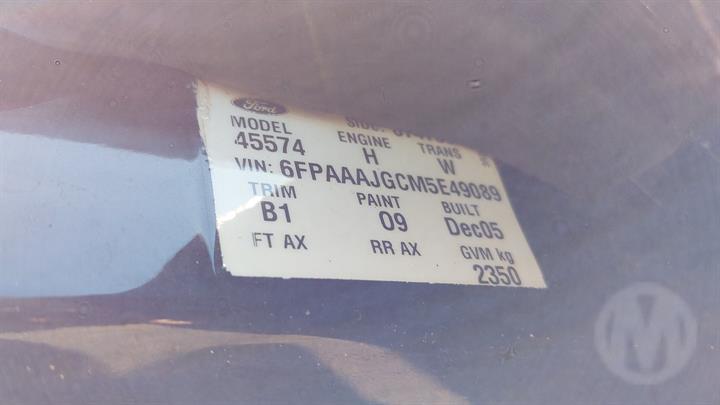 Ford
MODEL ENGINE TRANS
45574 H W
VIN: 6FPAAAJGCM5E49089
TRIM PAINT BUILT
B1 09 Dec05
FT AX RR AX GVM kg
2350
M